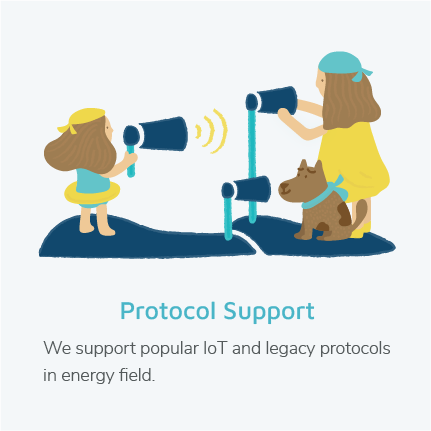 Protocol Support
We support popular IoT and legacy protocols
in energy field.